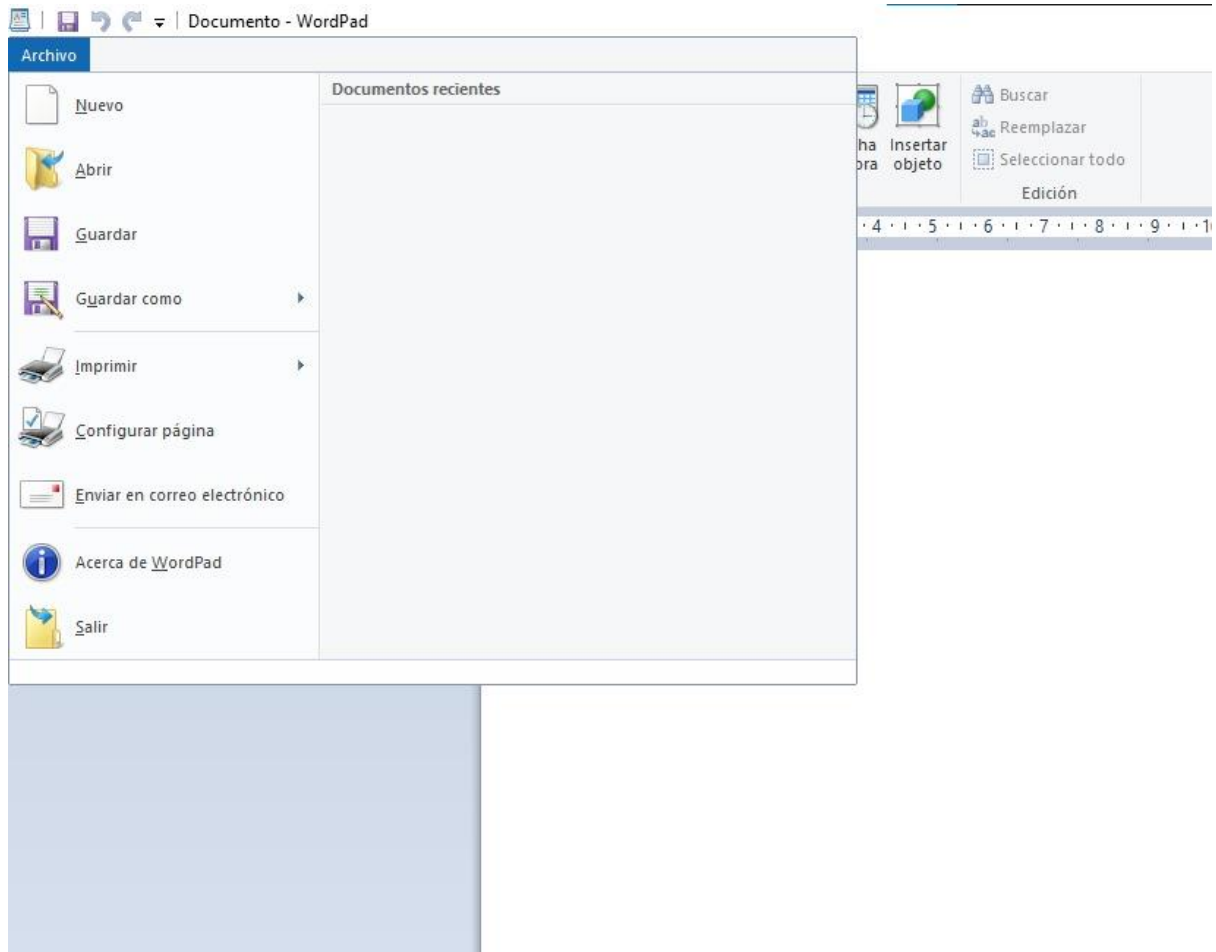 Documento - WordPad
Archivo
Documentos recientes
Nuevo
Abrir
Guardar
Guardar como
Imprimir
Configurar página
Enviar en correo electrónico
Acerca de WordPad
Salir
Insertar
objeto
Buscar
Reemplazar
Seleccionar todo
Edición
4 5 6 7 8 9